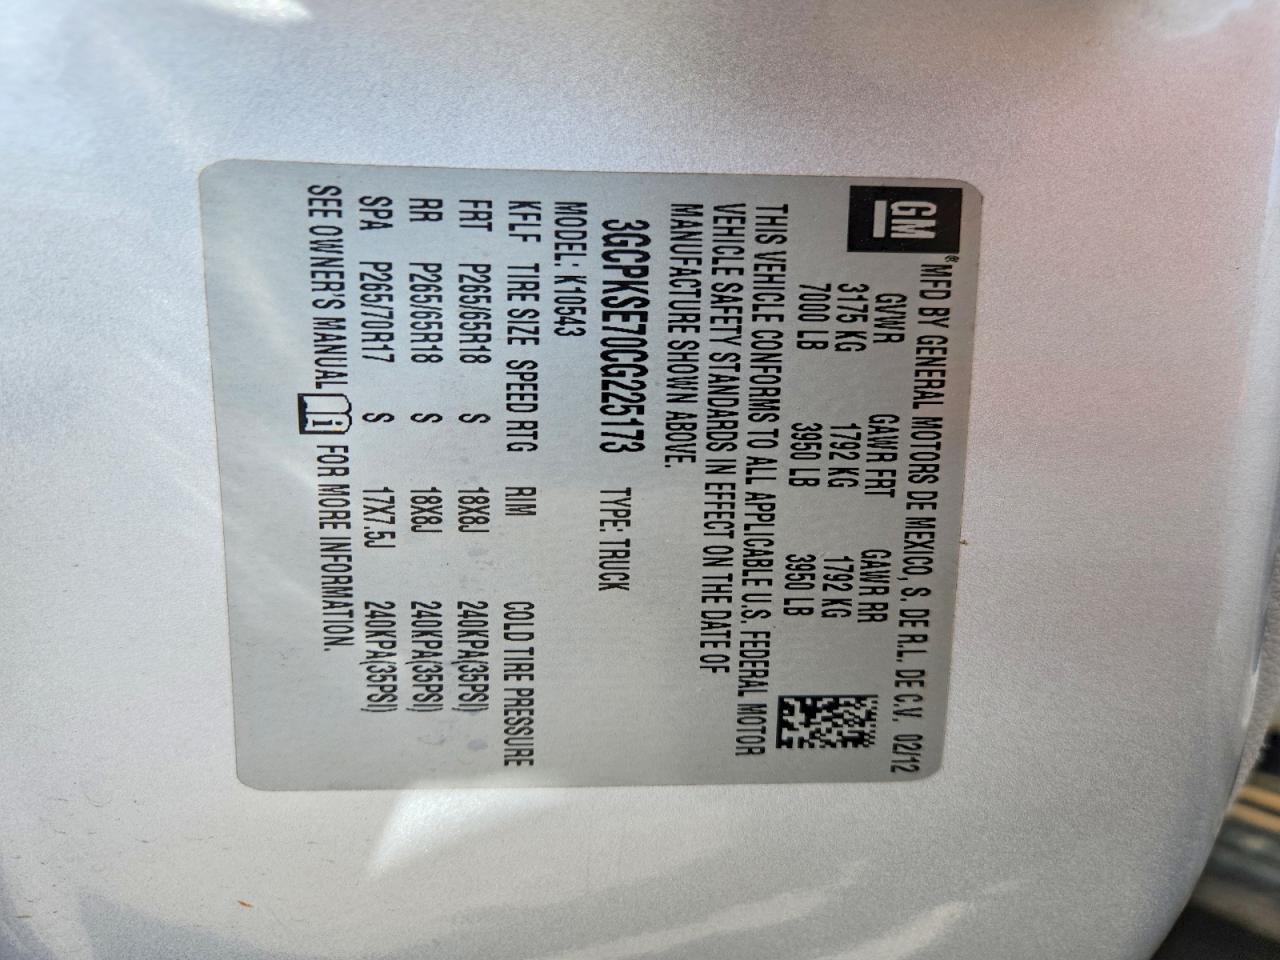 GM® MFD BY GENERAL MOTORS DE MEXICO, S. DE R.L. DE C.V. 02/12
GVWR GAWR FRT GAWR RR
3175 KG 1792 KG 1792 KG
7000 LB 3950 LB 3950 LB
THIS VEHICLE CONFORMS TO ALL APPLICABLE U.S. FEDERAL MOTOR
VEHICLE SAFETY STANDARDS IN EFFECT ON THE DATE OF
MANUFACTURE SHOWN ABOVE.
3GCPKSE70CG225173 TYPE: TRUCK
MODEL: K10543
KFLF TIRE SIZE SPEED RTG RIM COLD TIRE PRESSURE
FRT P265/65R18 S 18X8J 240KPA(35PSI)
RR P265/65R18 S 18X8J 240KPA(35PSI)
SPA P265/70R17 S 17X7.5J 240KPA(35PSI)
SEE OWNER'S MANUAL i FOR MORE INFORMATION.